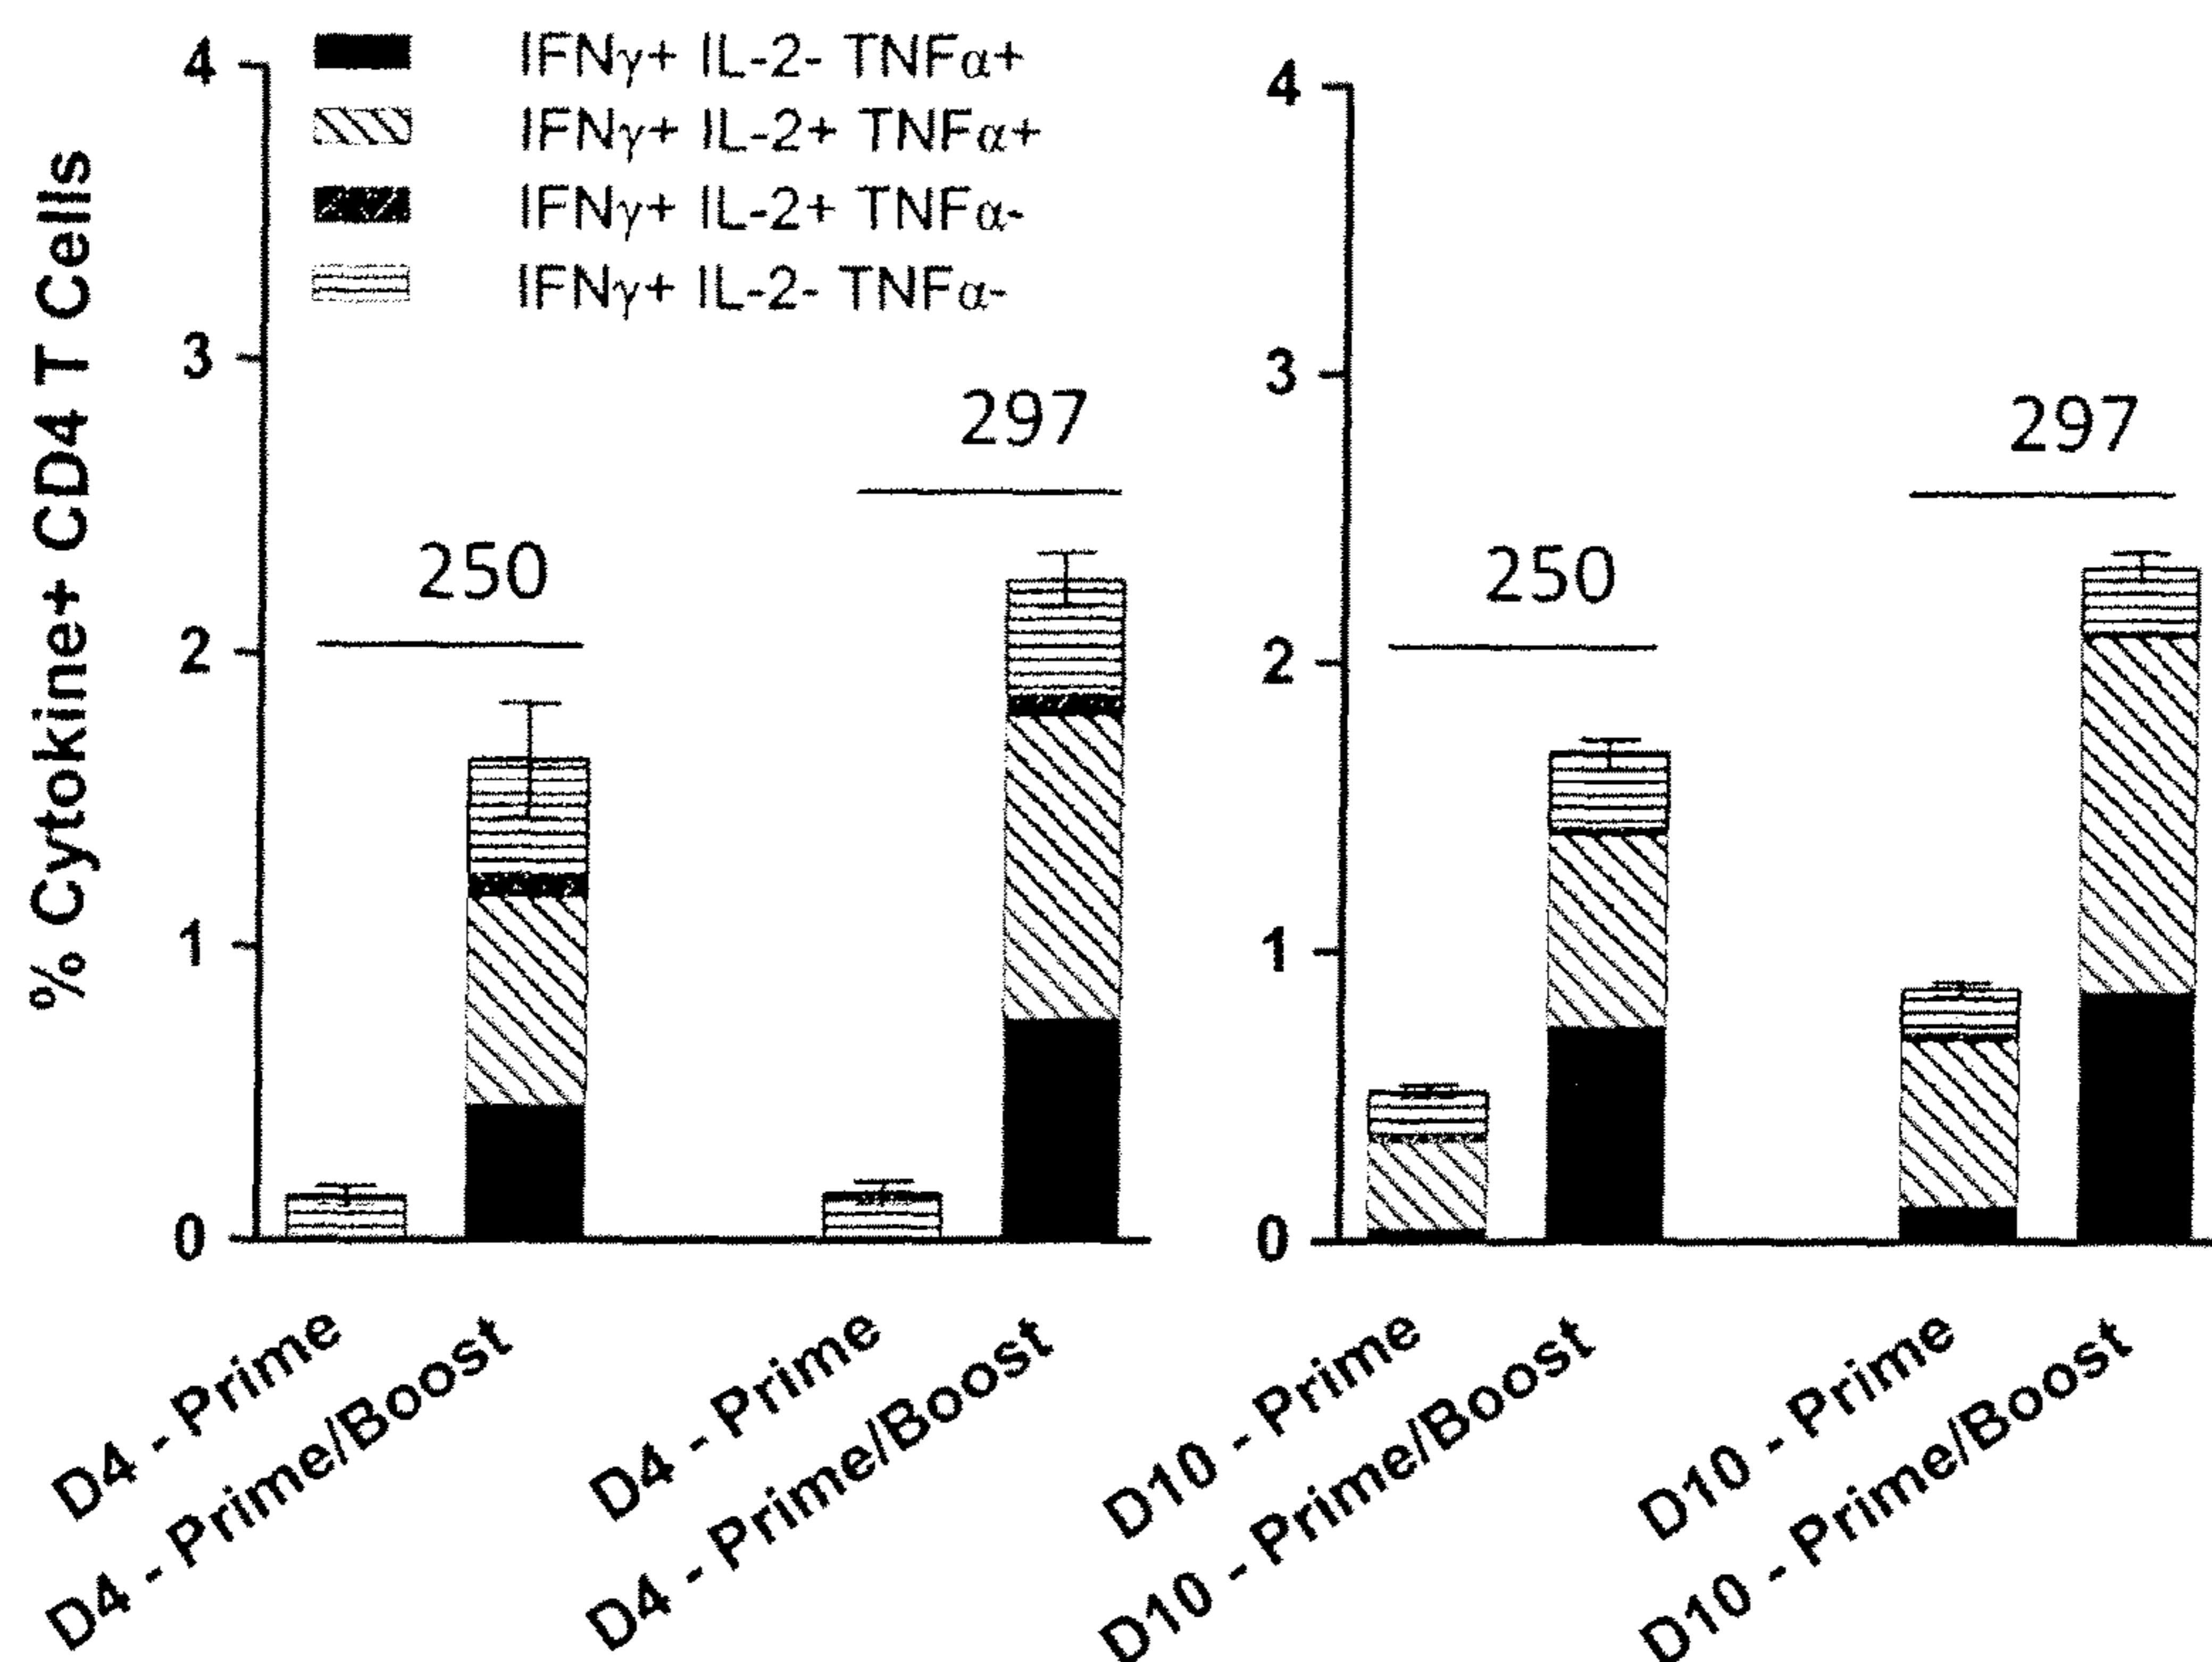 % Cytokine+ CD4 T Cells
4
3
2
1
0
IFNγ+ IL-2- TNFα+
IFNγ+ IL-2+ TNFα+
IFNγ+ IL-2+ TNFα-
IFNγ+ IL-2- TNFα-
250
297
D4 - Prime
D4 - Prime/Boost
D4 - Prime
D4 - Prime/Boost
4
3
2
1
0
250
297
D10 - Prime
D10 - Prime/Boost
D10 - Prime
D10 - Prime/Boost